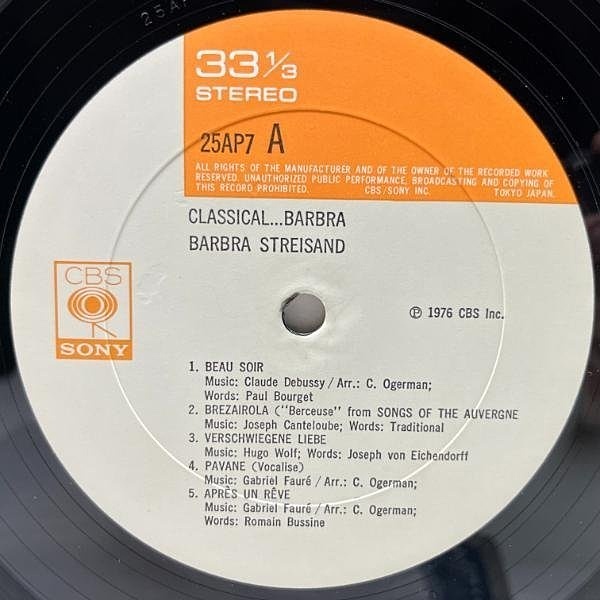 25AP
33 1/3
STEREO
25AP7 A
ALL RIGHTS OF THE MANUFACTURER AND OF THE OWNER OF THE RECORDED WORK
RESERVED. UNAUTHORIZED PUBLIC PERFORMANCE, BROADCASTING AND COPYING OF
THIS RECORD PROHIBITED. CBS/SONY INC. TOKYO JAPAN.
CLASSICAL...BARBRA
BARBRA STREISAND
CBS
SONY
℗ 1976 CBS Inc.
1. BEAU SOIR
Music: Claude Debussy/Arr.: C. Ogerman;
Words: Paul Bourget
2. BREZAIROLA ("Berceuse" from SONGS OF THE AUVERGNE
Music: Joseph Canteloube; Words: Traditional
3. VERSCHWIEGENE LIEBE
Music: Hugo Wolf; Words: Joseph von Eichendorff
4. PAVANE (Vocalise)
Music: Gabriel Fauré/Arr.: C. Ogerman;
5. APRÈS UN RÊVE
Music: Gabriel Fauré/Arr.: C. Ogerman;
Words: Romain Bussine